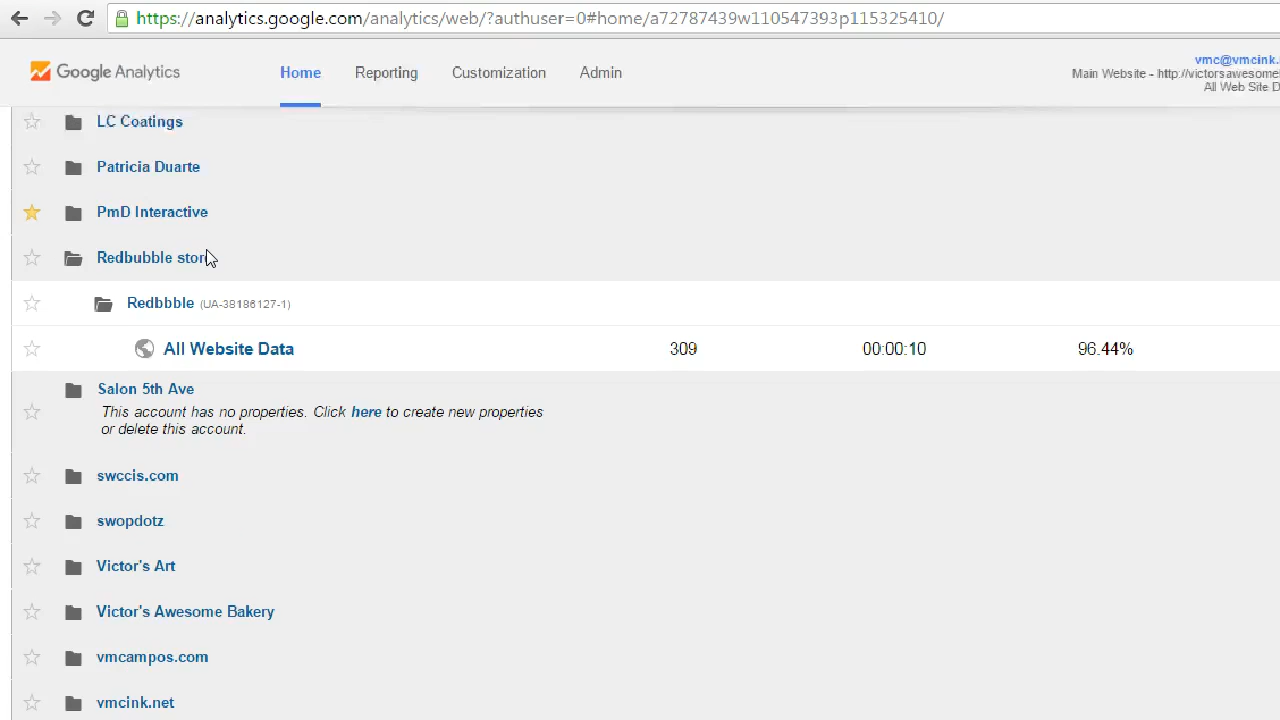 https://analytics.google.com/analytics/web/?authuser=0#home/a72787439w110547393p115325410/
Google Analytics
Home
Reporting
Customization
Admin
vmc@vmcink.
Main Website - http://victorsawesome
All Web Site D
LC Coatings
Patricia Duarte
PmD Interactive
Redbubble store
Redbbble (UA-38186127-1)
All Website Data 309 00:00:10 96.44%
Salon 5th Ave
This account has no properties. Click here to create new properties
or delete this account.
swccis.com
swopdotz
Victor's Art
Victor's Awesome Bakery
vmcampos.com
vmcink.net